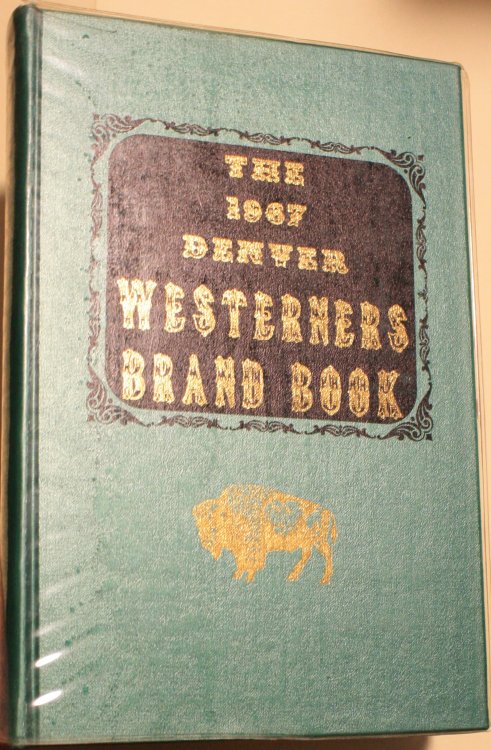 THE
1967
DENVER
WESTERNERS
BRAND BOOK